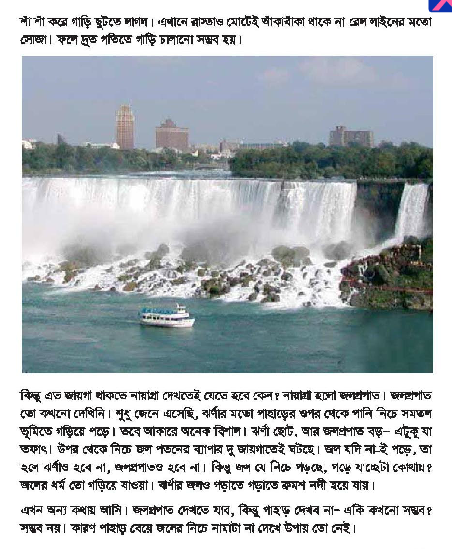 শাঁ শাঁ করে গাড়ি ছুটতে লাগল। এখানে রাস্তাও মোটেই আঁকাবাঁকা থাকে না রেল লাইনের মতো
সোজা। ফলে দ্রুত গতিতে গাড়ি চালানো সম্ভব হয়।
কিন্তু এত জায়গা থাকতে নায়াগ্রা দেখতেই যেতে হবে কেন? নায়াগ্রা হলো জলপ্রপাত। জলপ্রপাত
তো কখনো দেখিনি। শুধু জেনে এসেছি, ঝর্ণার মতো পাহাড়ের ওপর থেকে পানি নিচে সমতল
ভূমিতে গড়িয়ে পড়ে। তবে আকারে অনেক বিশাল। ঝর্ণা ছোট, আর জলপ্রপাত বড়– এটুকু যা
তফাৎ। উপর থেকে নিচে জল পতনের ব্যাপার দু জায়গাতেই ঘটছে। জল যদি না-ই পড়ে, তা
হলে ঝর্ণাও হবে না, জলপ্রপাতও হবে না। কিন্তু জল যে নিচে পড়ছে, পড়ে যাচ্ছেটা কোথায়?
জলের ধর্ম তো গড়িয়ে যাওয়া। ঝর্ণার জলও গড়াতে গড়াতে ক্রমশ নদী হয়ে যায়।
এখন অন্য কথায় আসি। জলপ্রপাত দেখতে যাব, কিন্তু পাহাড় দেখব না- একি কখনো সম্ভব?
সম্ভব নয়। কারণ পাহাড় বেয়ে জলের নিচে নামাটা না দেখে উপায় তো নেই।